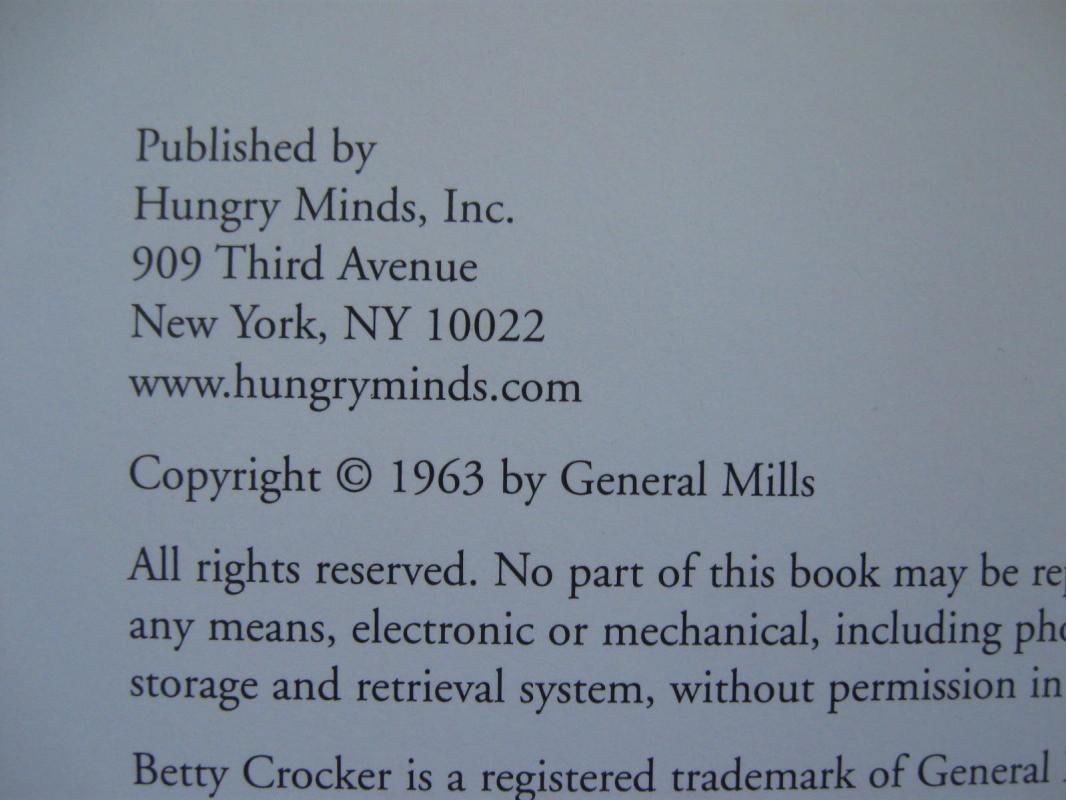 Published by
Hungry Minds, Inc.
909 Third Avenue
New York, NY 10022
www.hungryminds.com
Copyright © 1963 by General Mills
All rights reserved. No part of this book may be
any means, electronic or mechanical, including
storage and retrieval system, without permission in
Betty Crocker is a registered trademark of General